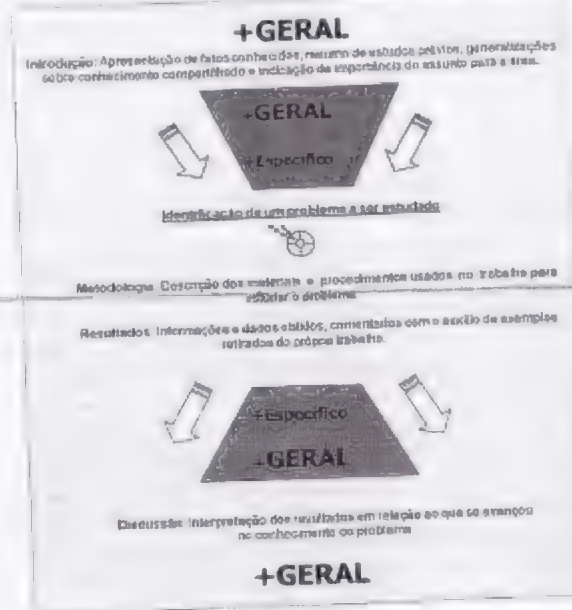 +GERAL
Introdução: Apresentação de fatos conhecidos, resumo de estudos prévios, generalizações
sobre conhecimento compartilhado e indicação da importância do assunto para a área.
+GERAL
+Específico
Identificação de um problema a ser estudado
Metodologia: Descrição dos materiais e procedimentos usados no trabalho para
estudar o problema
Resultados: Informações e dados obtidos, comentados com o auxílio de exemplos
retirados do próprio trabalho.
+Específico
+GERAL
Discussão: Interpretação dos resultados em relação ao que se avançou
no conhecimento do problema
+GERAL